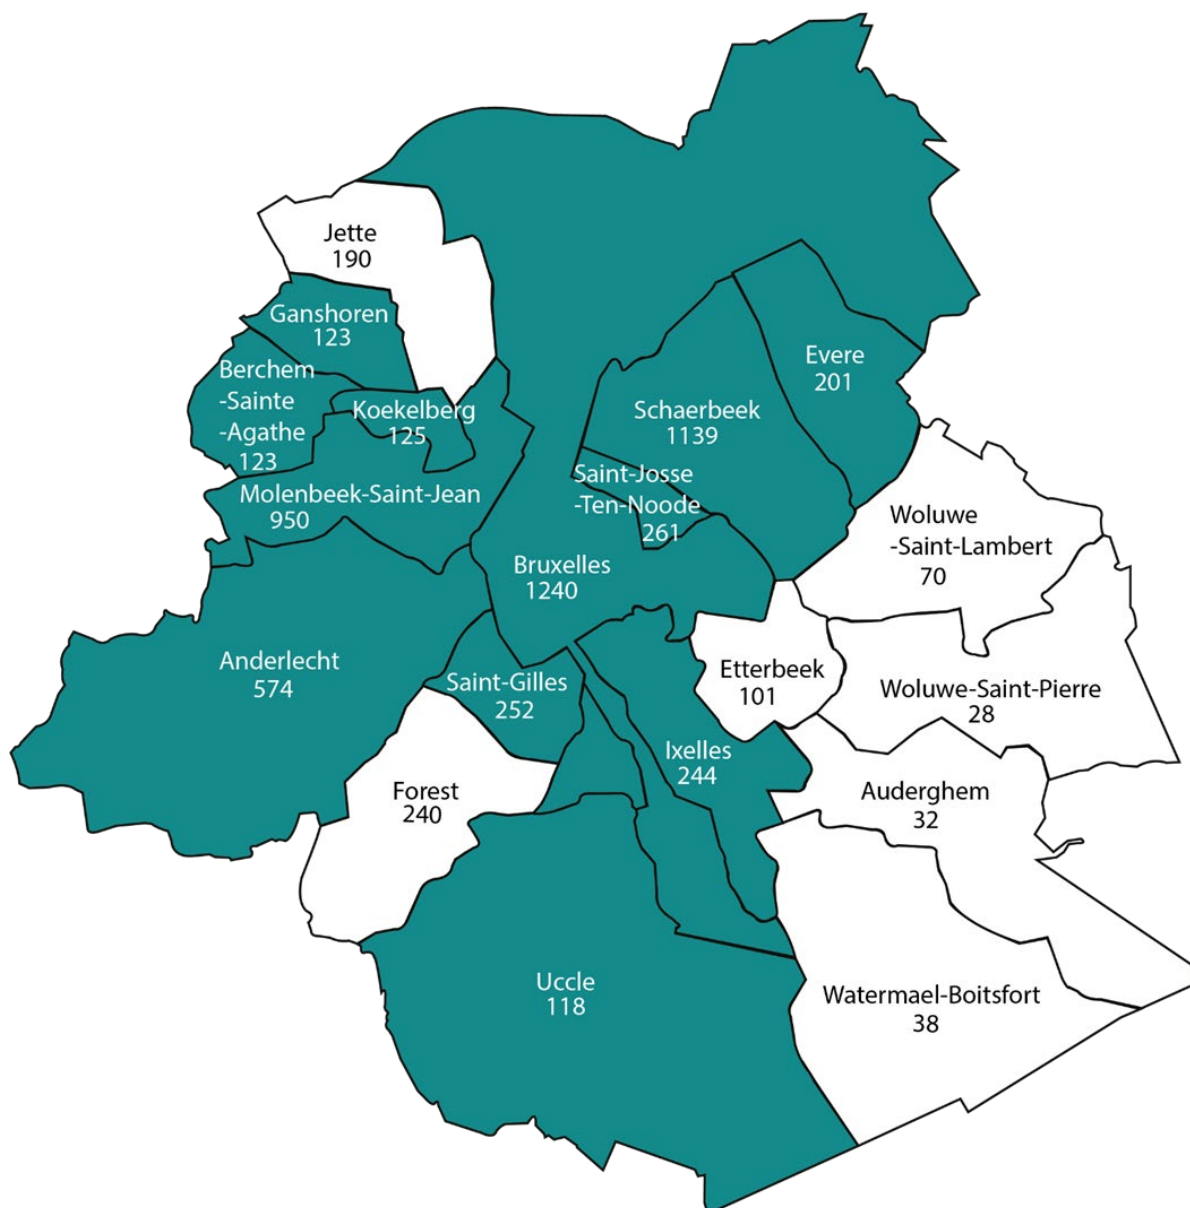 Jette
190
Ganshoren
123
Berchem
-Sainte
-Agathe
123
Koekelberg
125
Molenbeek-Saint-Jean
950
Evere
201
Schaerbeek
1139
Saint-Josse
-Ten-Noode
261
Bruxelles
1240
Woluwe
-Saint-Lambert
70
Anderlecht
574
Saint-Gilles
252
Etterbeek
101
Woluwe-Saint-Pierre
28
Ixelles
244
Forest
240
Auderghem
32
Uccle
118
Watermael-Boitsfort
38